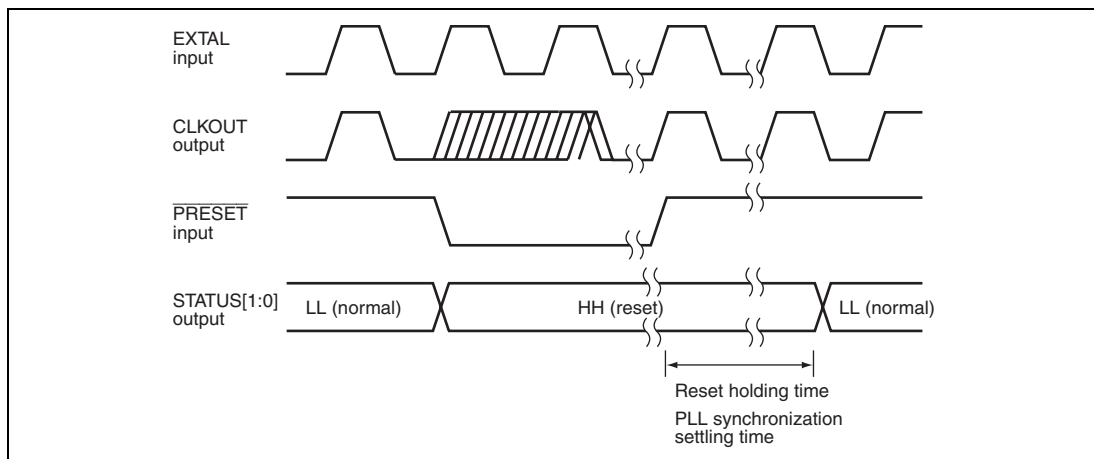 EXTAL
input
CLKOUT
output
PRESET
input
STATUS[1:0]
output
LL (normal)
HH (reset)
LL (normal)
Reset holding time
PLL synchronization
settling time